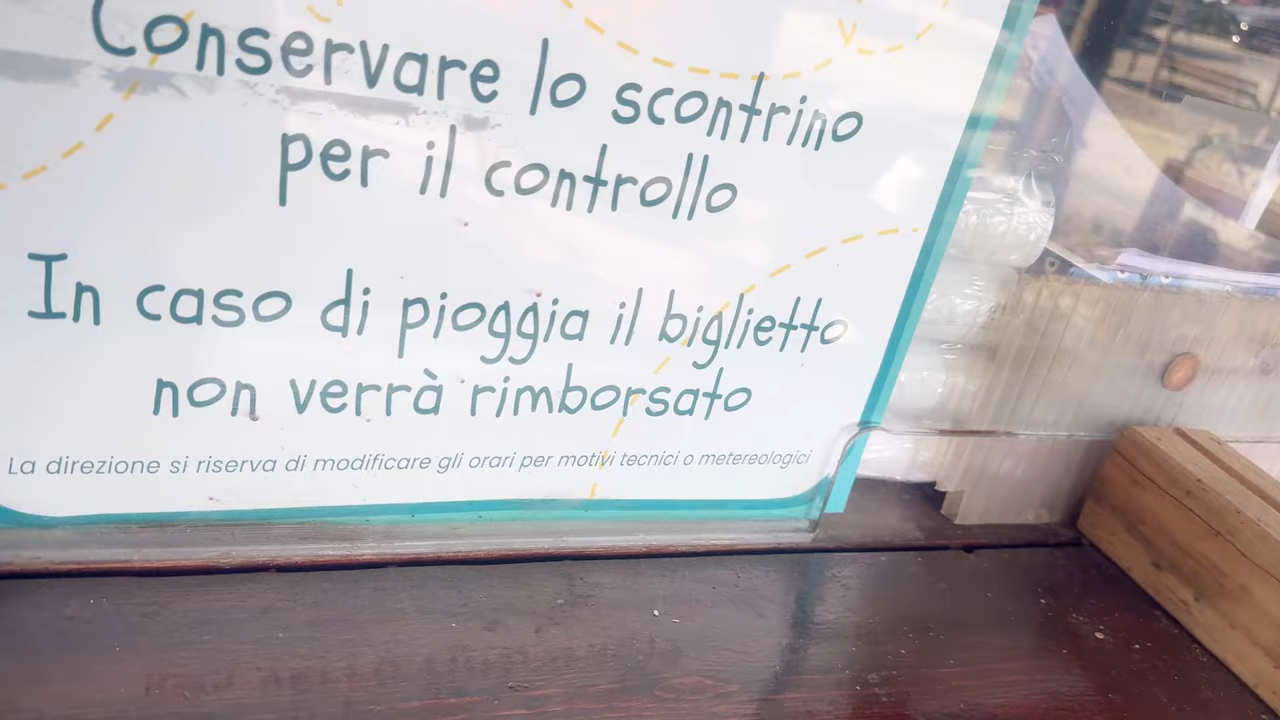 Conservare lo scontrino
per il controllo
In caso di pioggia il biglietto
non verrà rimborsato
La direzione si riserva di modificare gli orari per motivi tecnici o metereologici